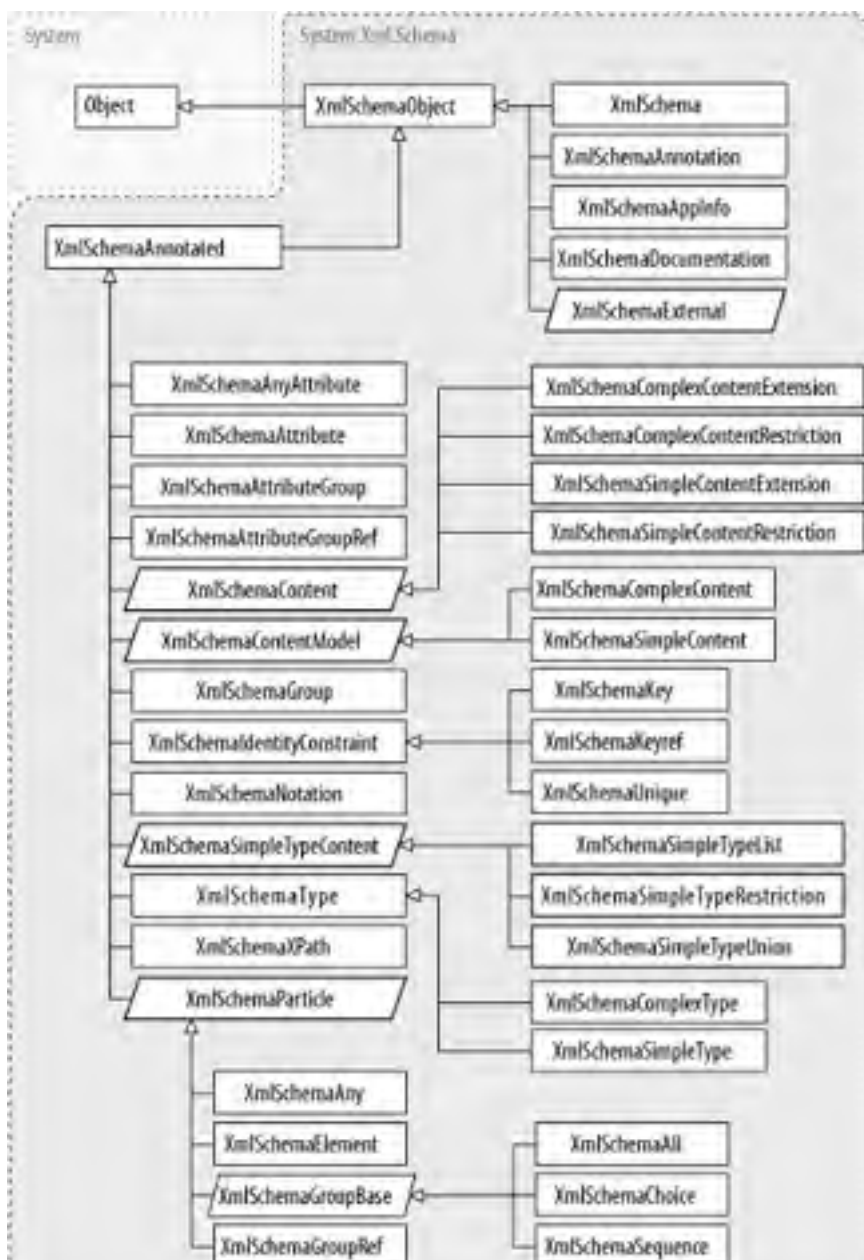 System
System.Xml.Schema
Object
XmlSchemaObject
XmlSchema
XmlSchemaAnnotation
XmlSchemaAppInfo
XmlSchemaDocumentation
XmlSchemaExternal
XmlSchemaAnnotated
XmlSchemaAnyAttribute
XmlSchemaAttribute
XmlSchemaAttributeGroup
XmlSchemaAttributeGroupRef
XmlSchemaContent
XmlSchemaContentModel
XmlSchemaGroup
XmlSchemaIdentityConstraint
XmlSchemaNotation
XmlSchemaSimpleTypeContent
XmlSchemaType
XmlSchemaXPath
XmlSchemaParticle
XmlSchemaComplexContentExtension
XmlSchemaComplexContentRestriction
XmlSchemaSimpleContentExtension
XmlSchemaSimpleContentRestriction
XmlSchemaComplexContent
XmlSchemaSimpleContent
XmlSchemaKey
XmlSchemaKeyref
XmlSchemaUnique
XmlSchemaSimpleTypeList
XmlSchemaSimpleTypeRestriction
XmlSchemaSimpleTypeUnion
XmlSchemaComplexType
XmlSchemaSimpleType
XmlSchemaAny
XmlSchemaElement
XmlSchemaGroupBase
XmlSchemaGroupRef
XmlSchemaAll
XmlSchemaChoice
XmlSchemaSequence